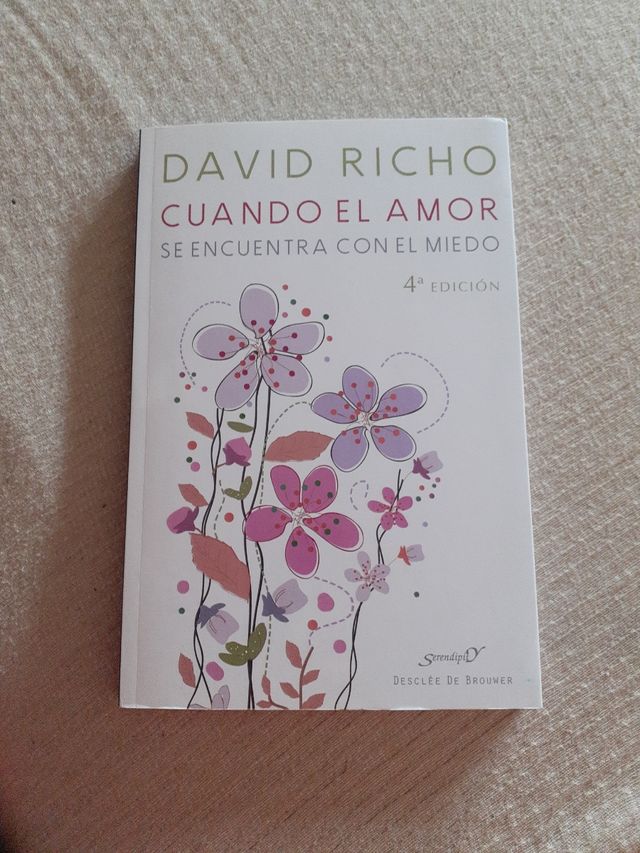 DAVID RICHO
CUANDO EL AMOR
SE ENCUENTRA CON EL MIEDO
4ª EDICIÓN
SerendipitY
DESCLÉE DE BROUWER